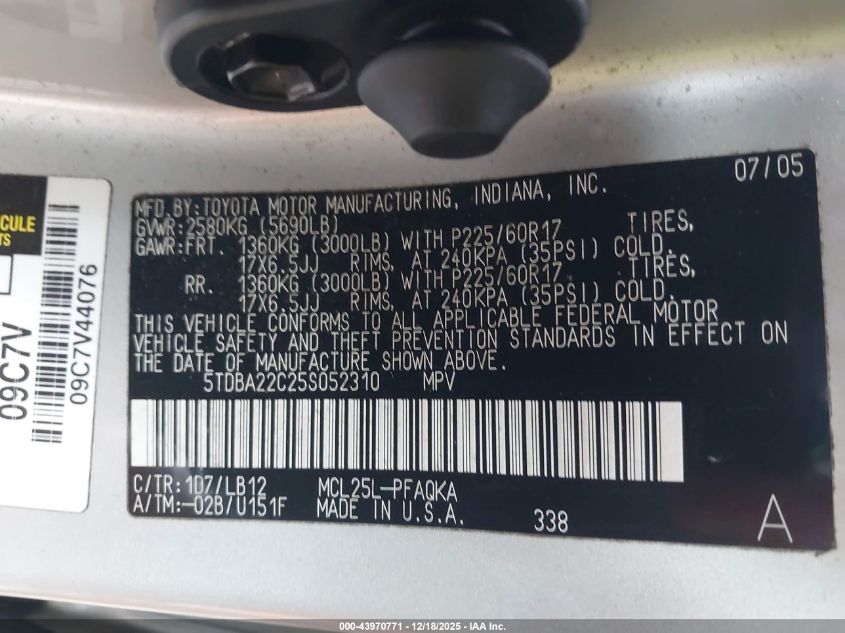 07/05
MFD.BY:TOYOTA MOTOR MANUFACTURING, INDIANA, INC.
GVWR:2580KG (5690LB)
GAWR:FRT. 1360KG (3000LB) WITH P225/60R17 TIRES,
17X6.5JJ RIMS, AT 240KPA (35PSI) COLD.
RR. 1360KG (3000LB) WITH P225/60R17 TIRES,
17X6.5JJ RIMS, AT 240KPA (35PSI) COLD.
THIS VEHICLE CONFORMS TO ALL APPLICABLE FEDERAL MOTOR
VEHICLE SAFETY AND THEFT PREVENTION STANDARDS IN EFFECT ON
THE DATE OF MANUFACTURE SHOWN ABOVE.
5TDBA22C25S052310 MPV
C/TR:1D7/LB12 MCL25L-PFAQKA
A/TM:-02B/U151F MADE IN U.S.A.
338
A
09C7V
09C7V44076
000-43970771 - 12/18/2025 - IAA Inc.